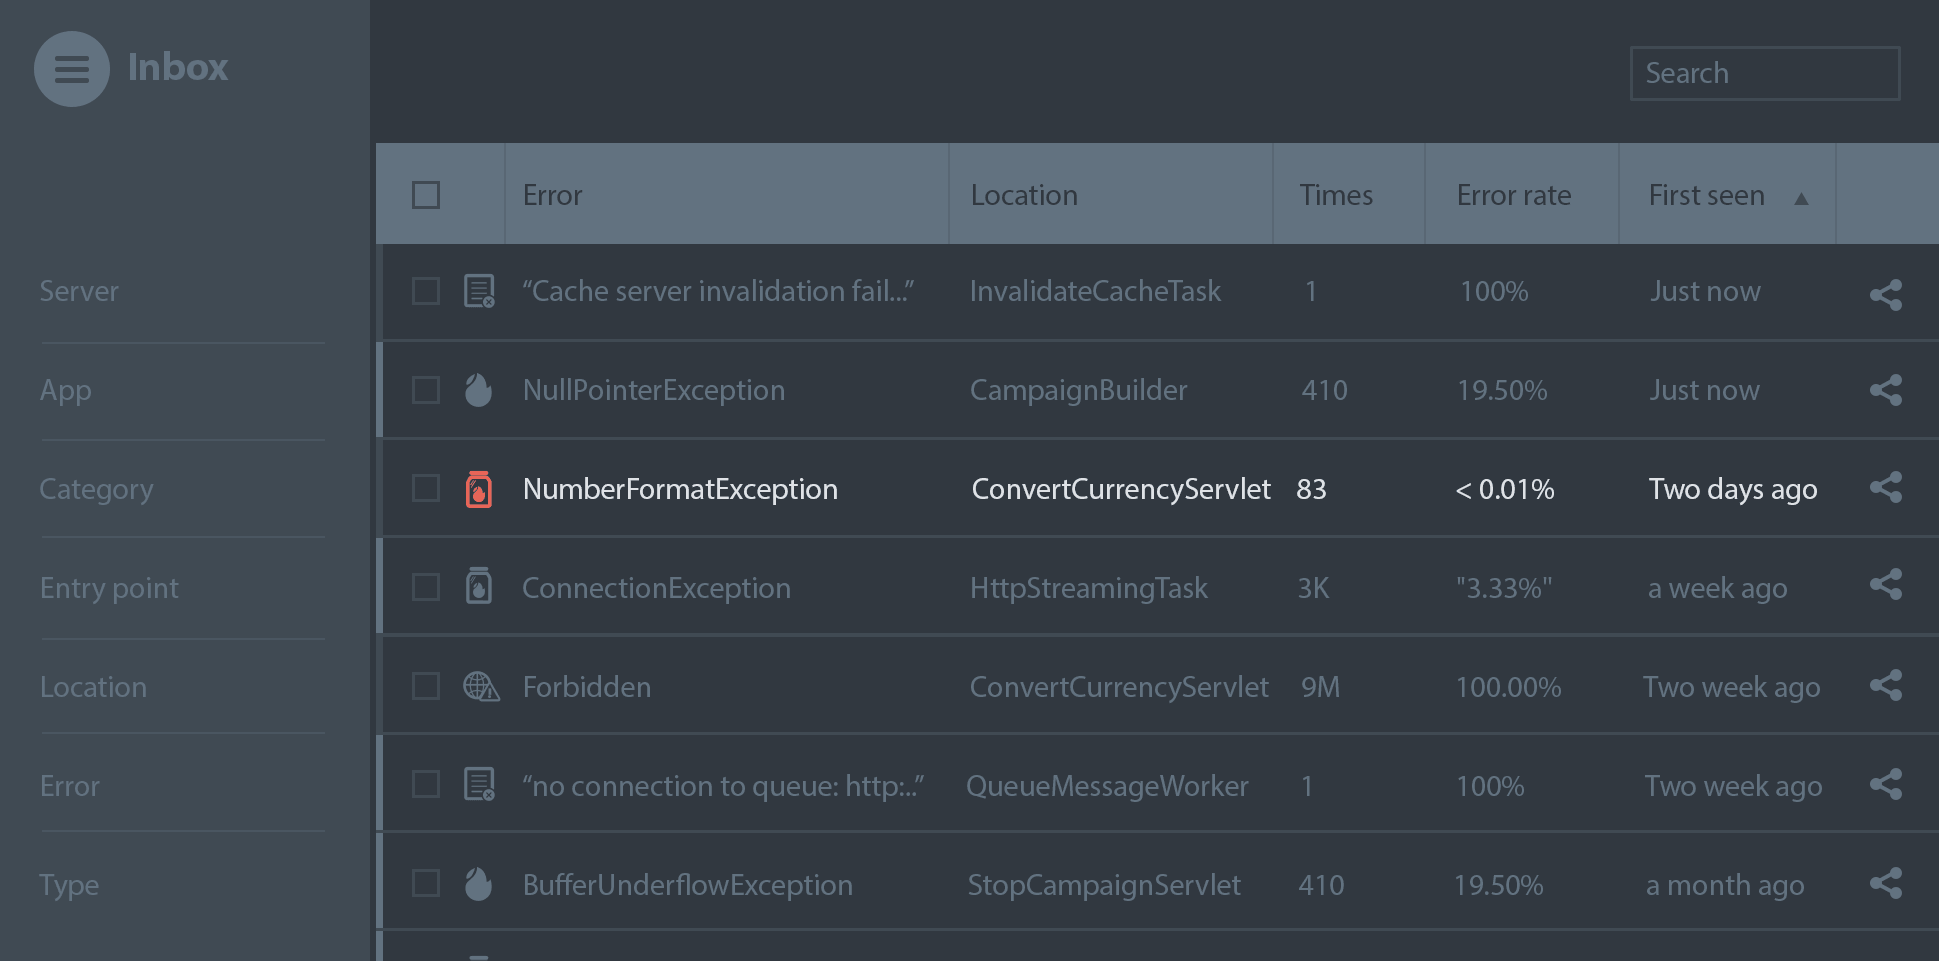 Inbox
Search
Error Location Times Error rate First seen ▲
Server
“Cache server invalidation fail...” InvalidateCacheTask 1 100% Just now
App
NullPointerException CampaignBuilder 410 19.50% Just now
Category
NumberFormatException ConvertCurrencyServlet 83 < 0.01% Two days ago
Entry point
ConnectionException HttpStreamingTask 3K "3.33%" a week ago
Location
Forbidden ConvertCurrencyServlet 9M 100.00% Two week ago
Error
“no connection to queue: http:..” QueueMessageWorker 1 100% Two week ago
Type
BufferUnderflowException StopCampaignServlet 410 19.50% a month ago